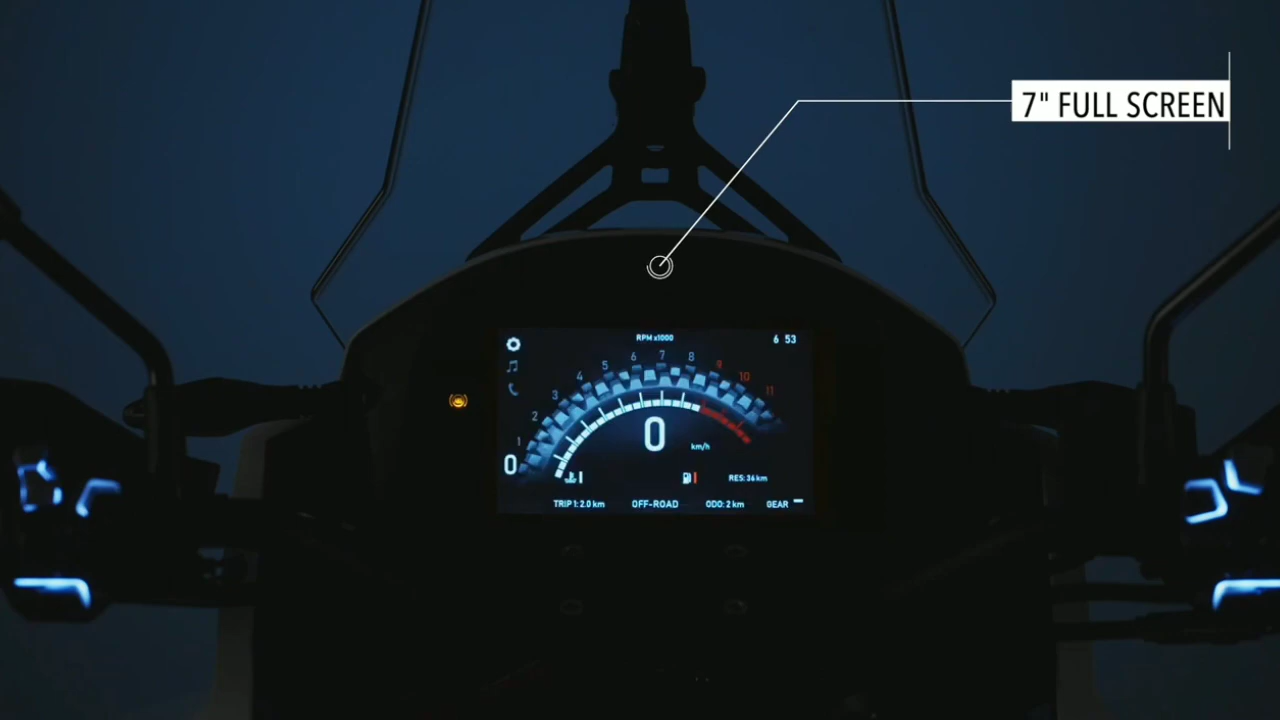 7" FULL SCREEN
RPM x1000
6 53
0 1 2 3 4 5 6 7 8 9 10 11
0
km/h
RES: 36 km
TRIP 1: 2.0 km OFF-ROAD ODO: 2 km GEAR –